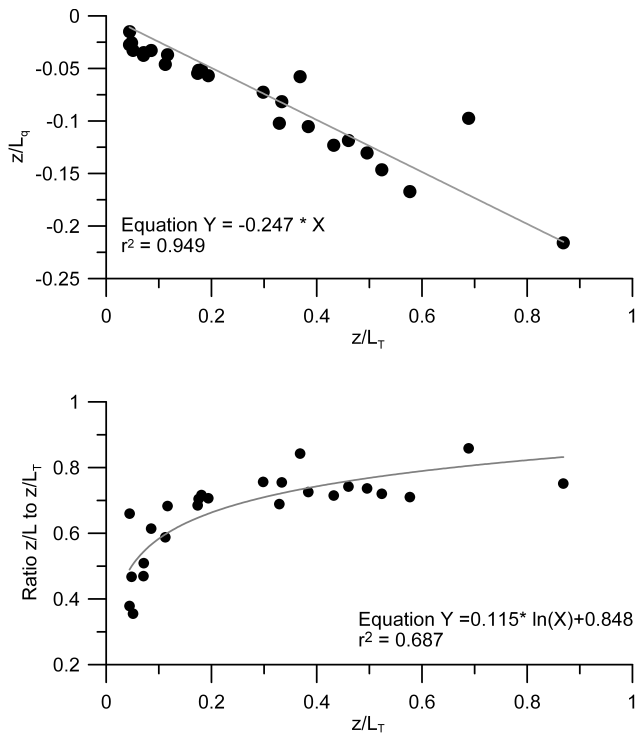 0
-0.05
-0.1
-0.15
-0.2
-0.25
z/Lq
Equation Y = -0.247 * X
r² = 0.949
0 0.2 0.4 0.6 0.8 1
z/LT
1
0.8
0.6
0.4
0.2
Ratio z/L to z/LT
Equation Y =0.115* ln(X)+0.848
r² = 0.687
0 0.2 0.4 0.6 0.8 1
z/LT